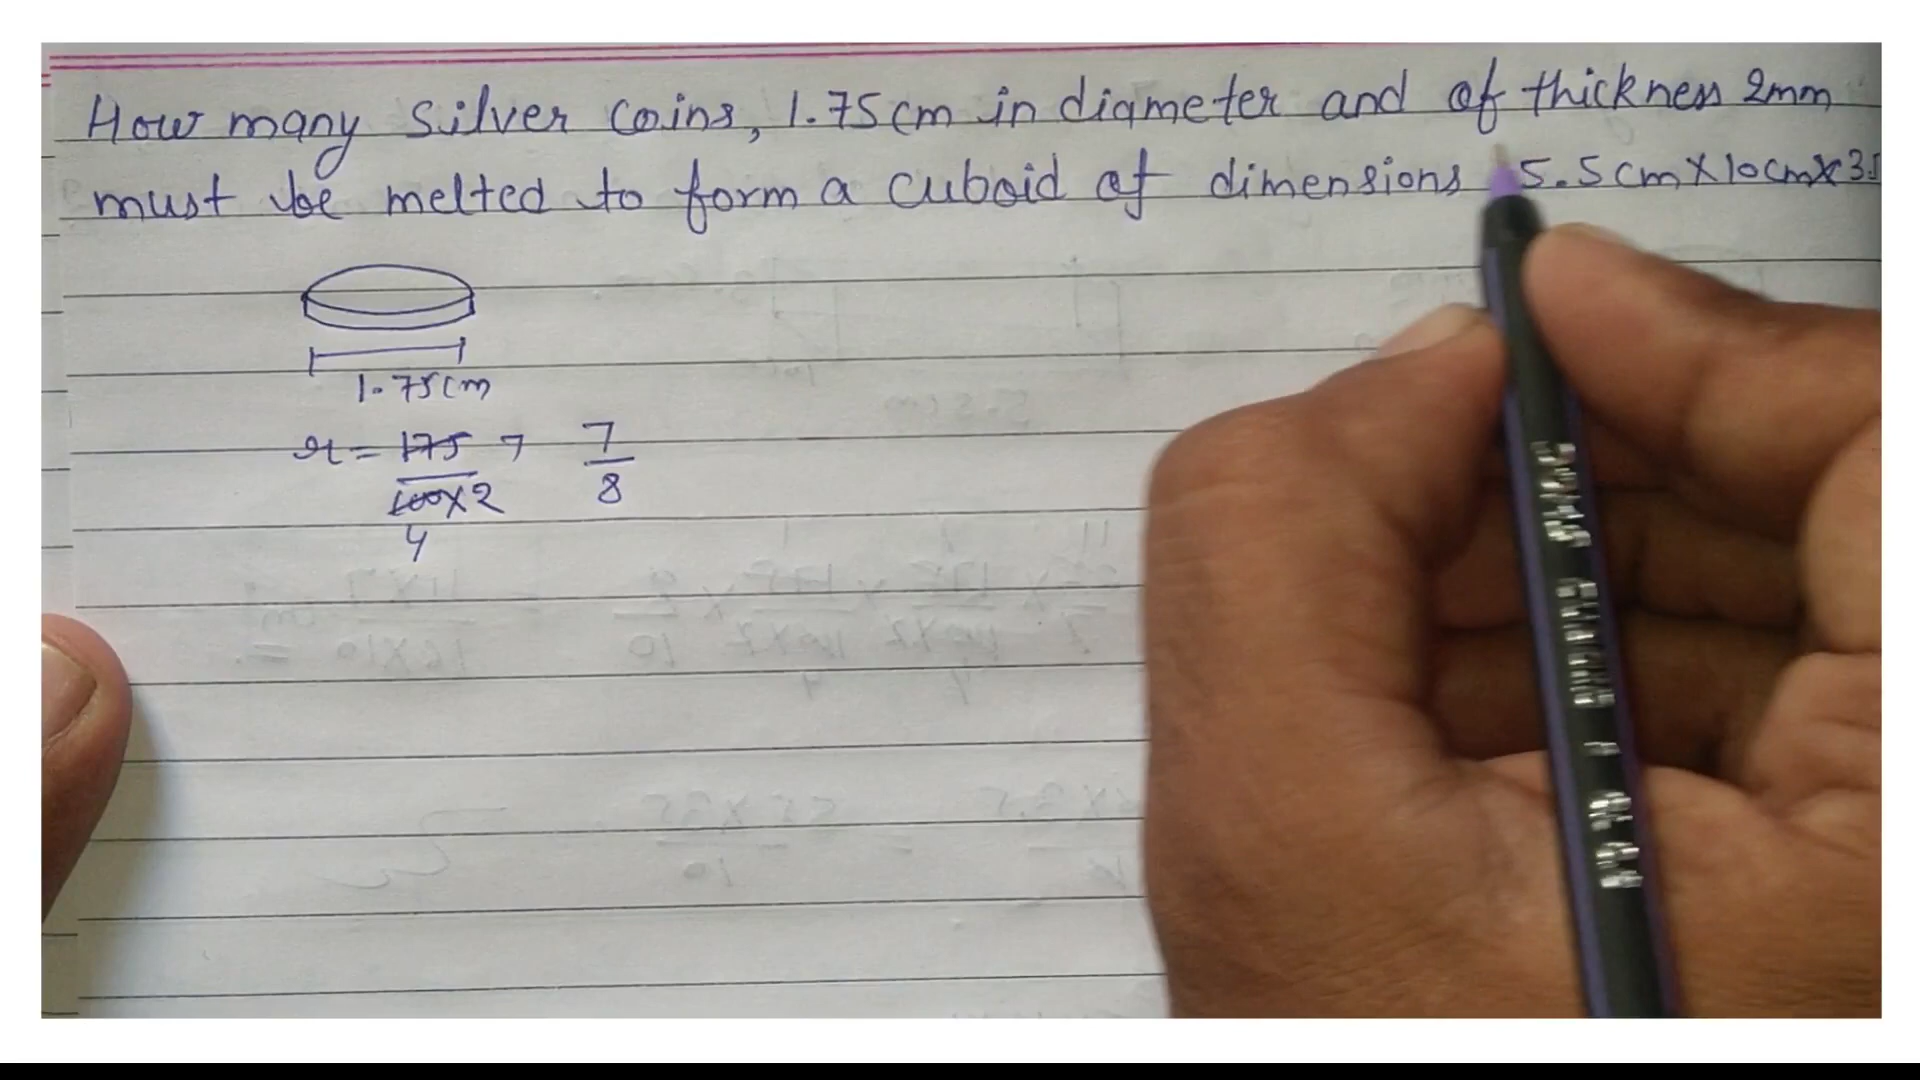 How many silver coins, 1.75cm in diameter and of thickness 2mm
must be melted to form a cuboid of dimensions 5.5cm×10cm×3.
1.75cm
r = 175 7 7
100×2 8
4